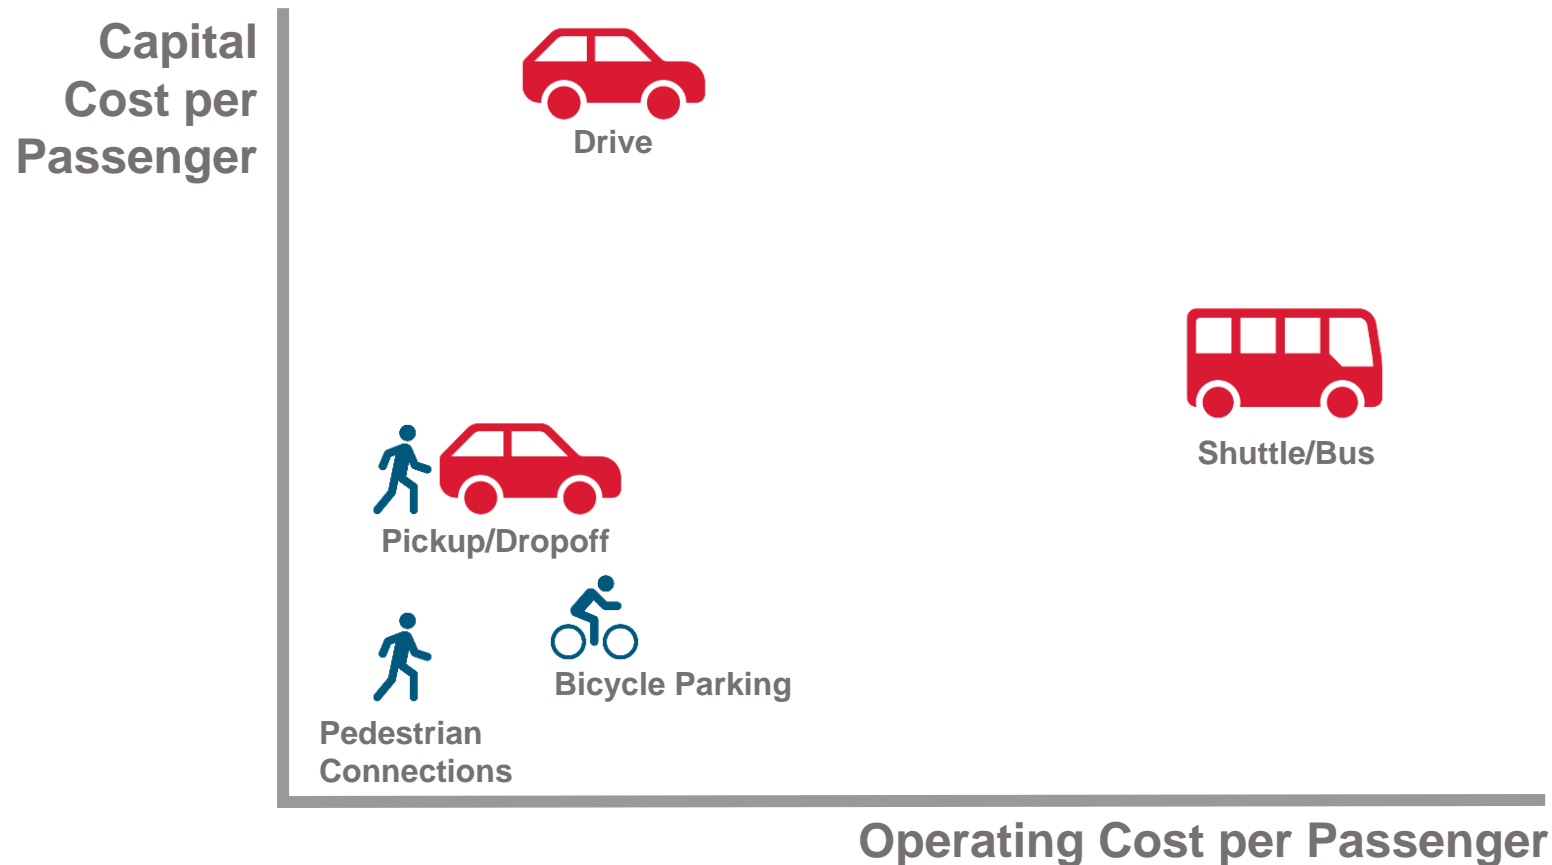 Capital
Cost per
Passenger
Drive
Shuttle/Bus
Pickup/Dropoff
Bicycle Parking
Pedestrian
Connections
Operating Cost per Passenger